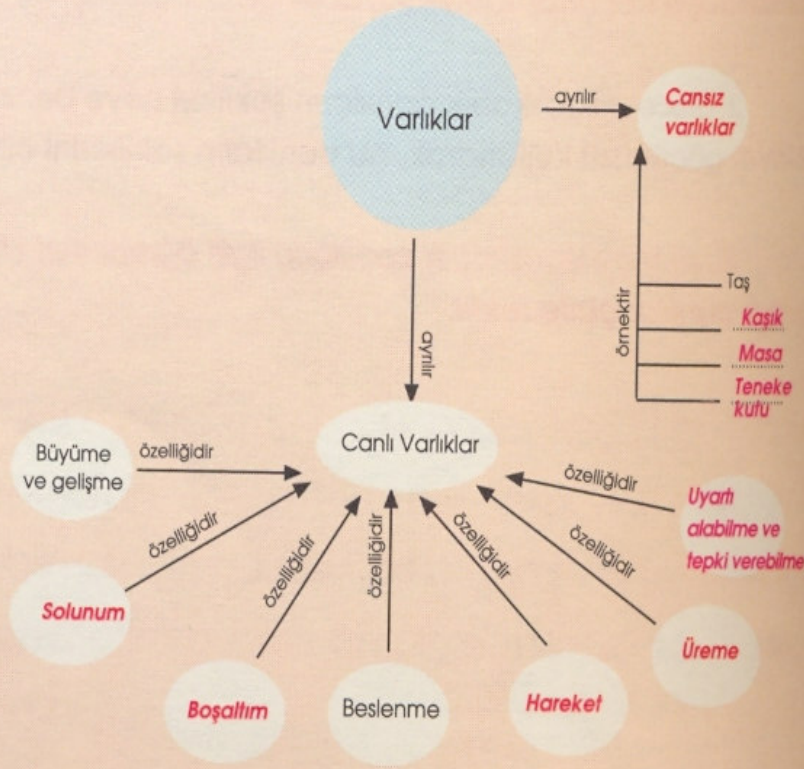 Varlıklar
ayrılır
Cansız
varlıklar
örnektir
Taş
Kaşık
Masa
Teneke
kutu
ayrılır
Canlı Varlıklar
Büyüme
ve gelişme
özelliğidir
Solunum
özelliğidir
Boşaltım
özelliğidir
Beslenme
özelliğidir
Hareket
özelliğidir
Üreme
özelliğidir
Uyartı
alabilme ve
tepki verebilme
özelliğidir